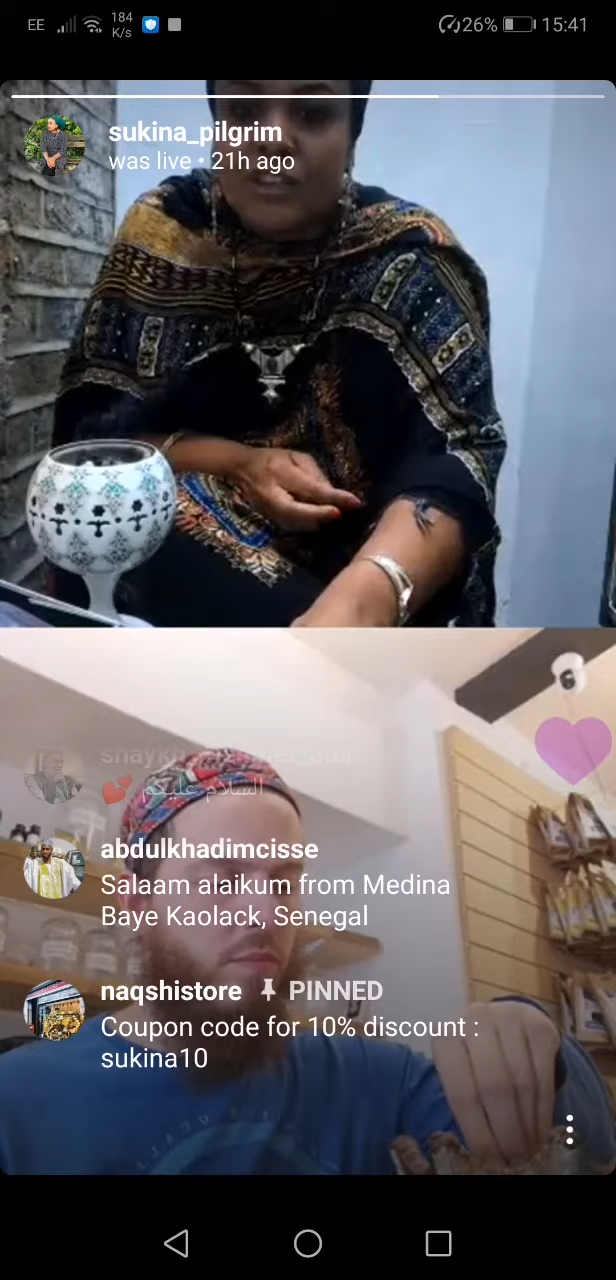 EE
184
K/s
26%
15:41
sukina_pilgrim
was live • 21h ago
السلام عليكم
abdulkhadimcisse
Salaam alaikum from Medina
Baye Kaolack, Senegal
naqshistore PINNED
Coupon code for 10% discount :
sukina10